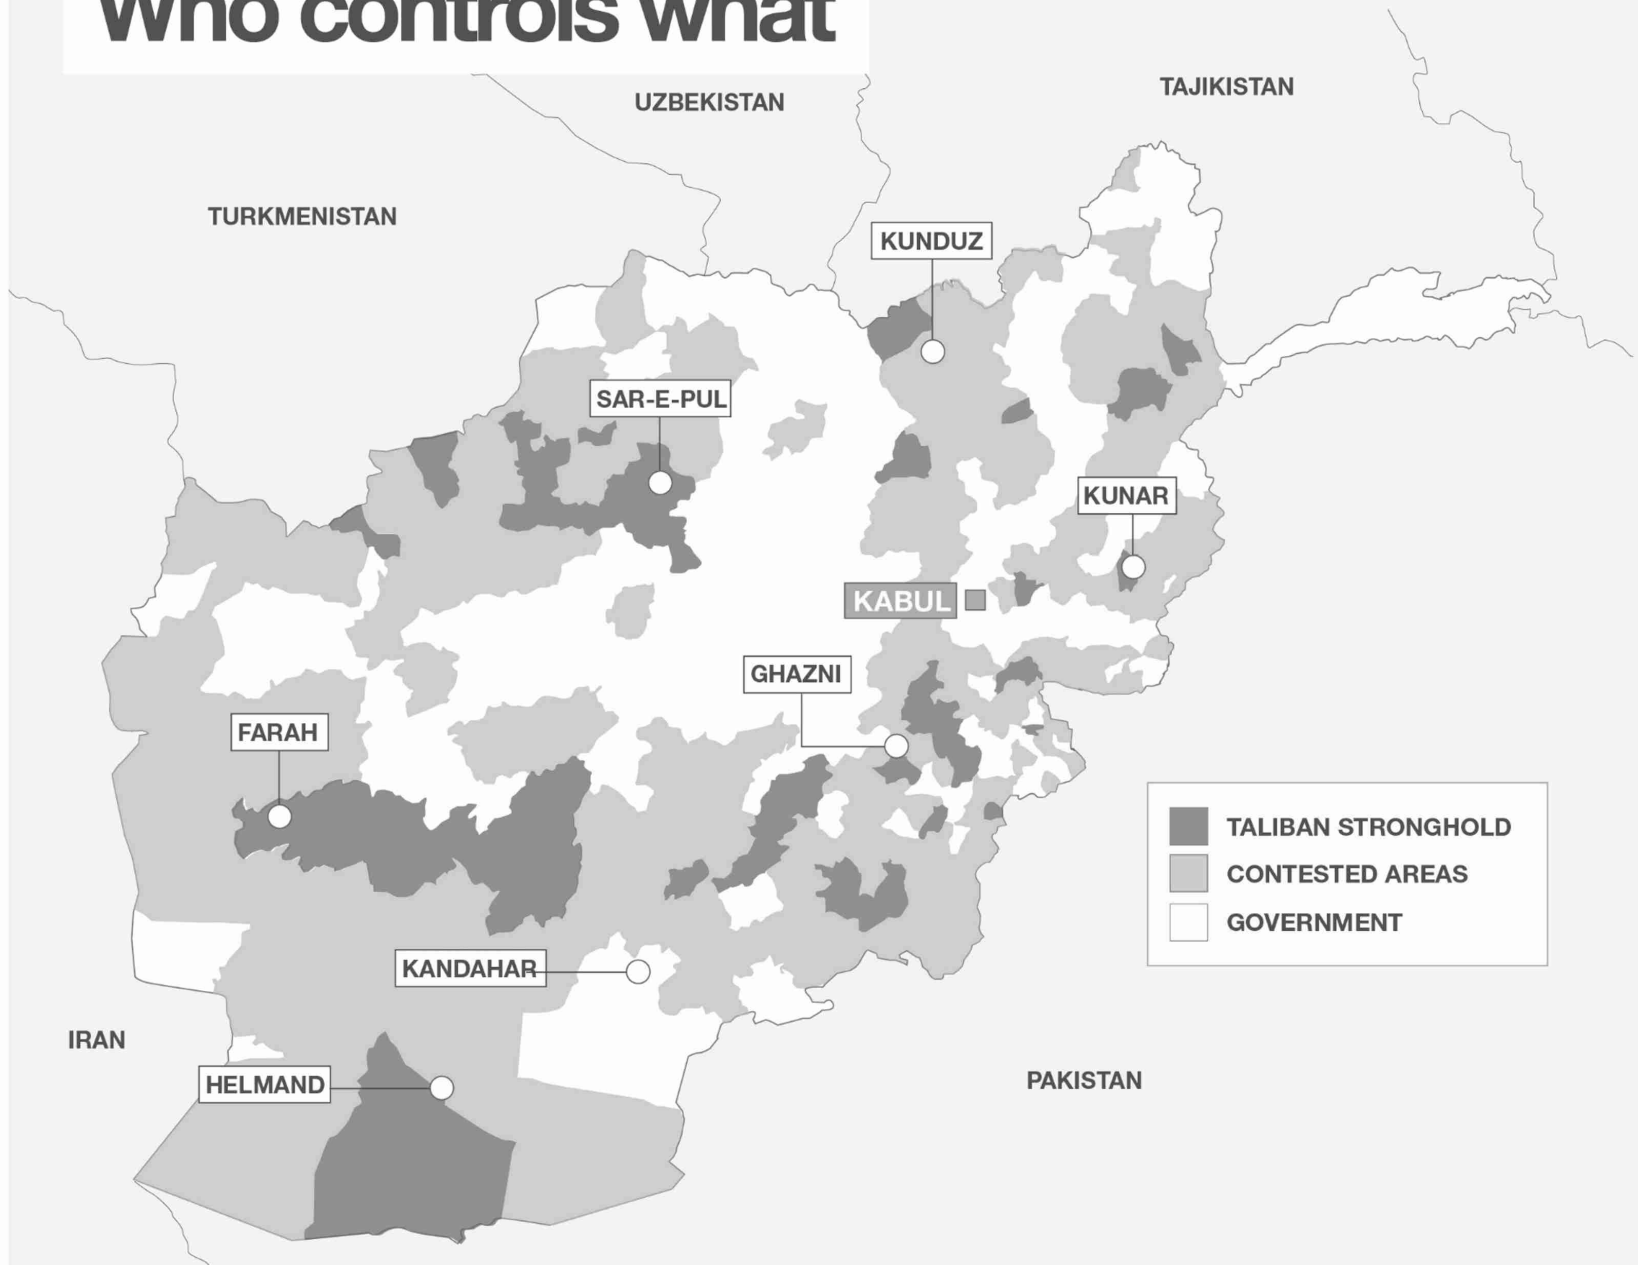 Who controls what
UZBEKISTAN
TAJIKISTAN
TURKMENISTAN
KUNDUZ
SAR-E-PUL
KUNAR
KABUL
GHAZNI
FARAH
TALIBAN STRONGHOLD
CONTESTED AREAS
GOVERNMENT
KANDAHAR
IRAN
HELMAND
PAKISTAN